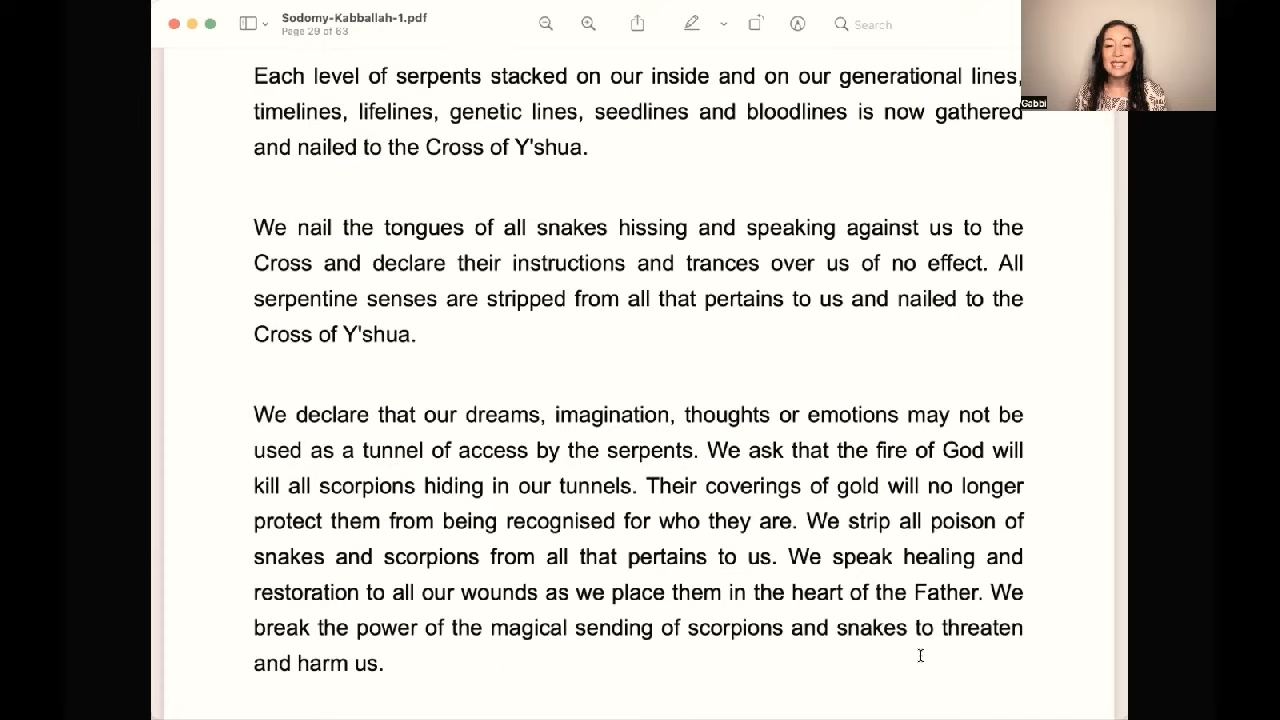 Sodomy-Kabballah-1.pdf
Page 29 of 63
Search
Gabbi
Each level of serpents stacked on our inside and on our generational lines,
timelines, lifelines, genetic lines, seedlines and bloodlines is now gathered
and nailed to the Cross of Y'shua.
We nail the tongues of all snakes hissing and speaking against us to the
Cross and declare their instructions and trances over us of no effect. All
serpentine senses are stripped from all that pertains to us and nailed to the
Cross of Y'shua.
We declare that our dreams, imagination, thoughts or emotions may not be
used as a tunnel of access by the serpents. We ask that the fire of God will
kill all scorpions hiding in our tunnels. Their coverings of gold will no longer
protect them from being recognised for who they are. We strip all poison of
snakes and scorpions from all that pertains to us. We speak healing and
restoration to all our wounds as we place them in the heart of the Father. We
break the power of the magical sending of scorpions and snakes to threaten
and harm us.